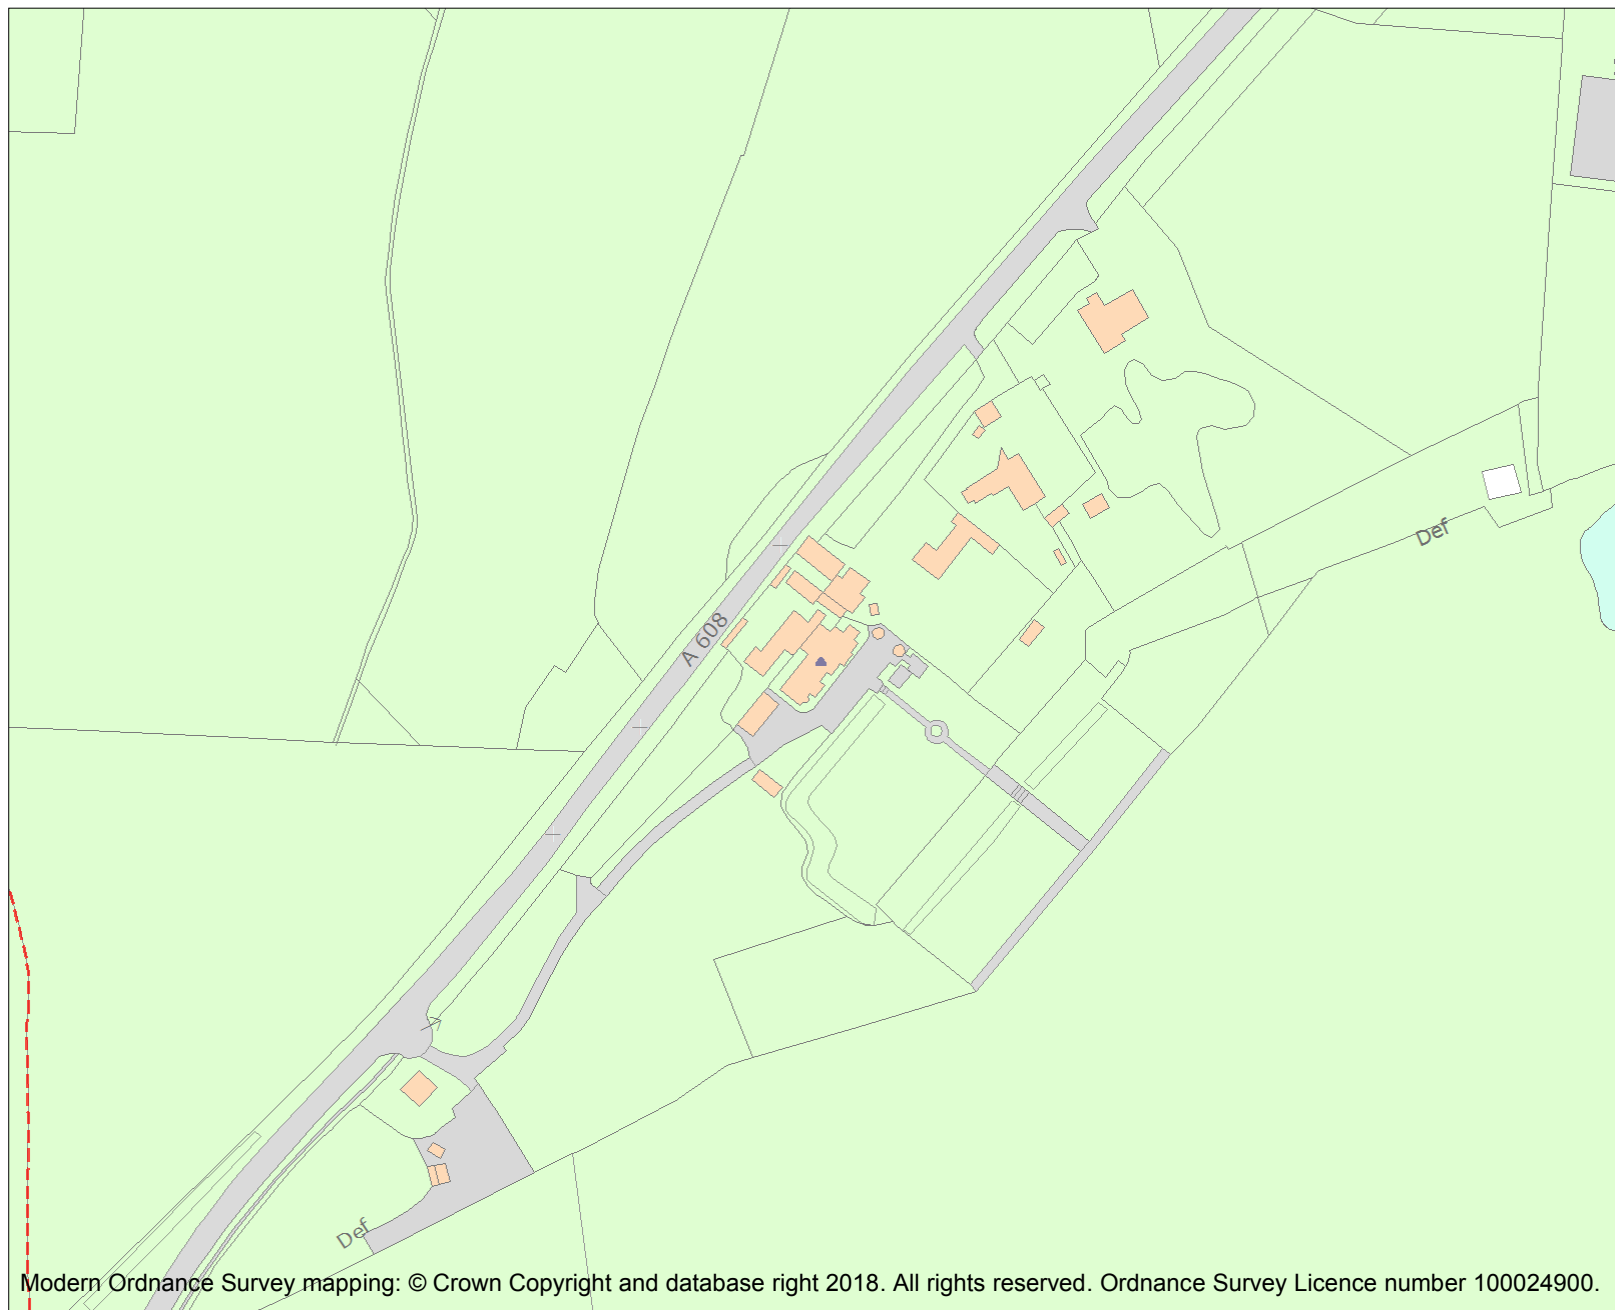 Def
A 608
Def
Modern Ordnance Survey mapping: © Crown Copyright and database right 2018. All rights reserved. Ordnance Survey Licence number 100024900.